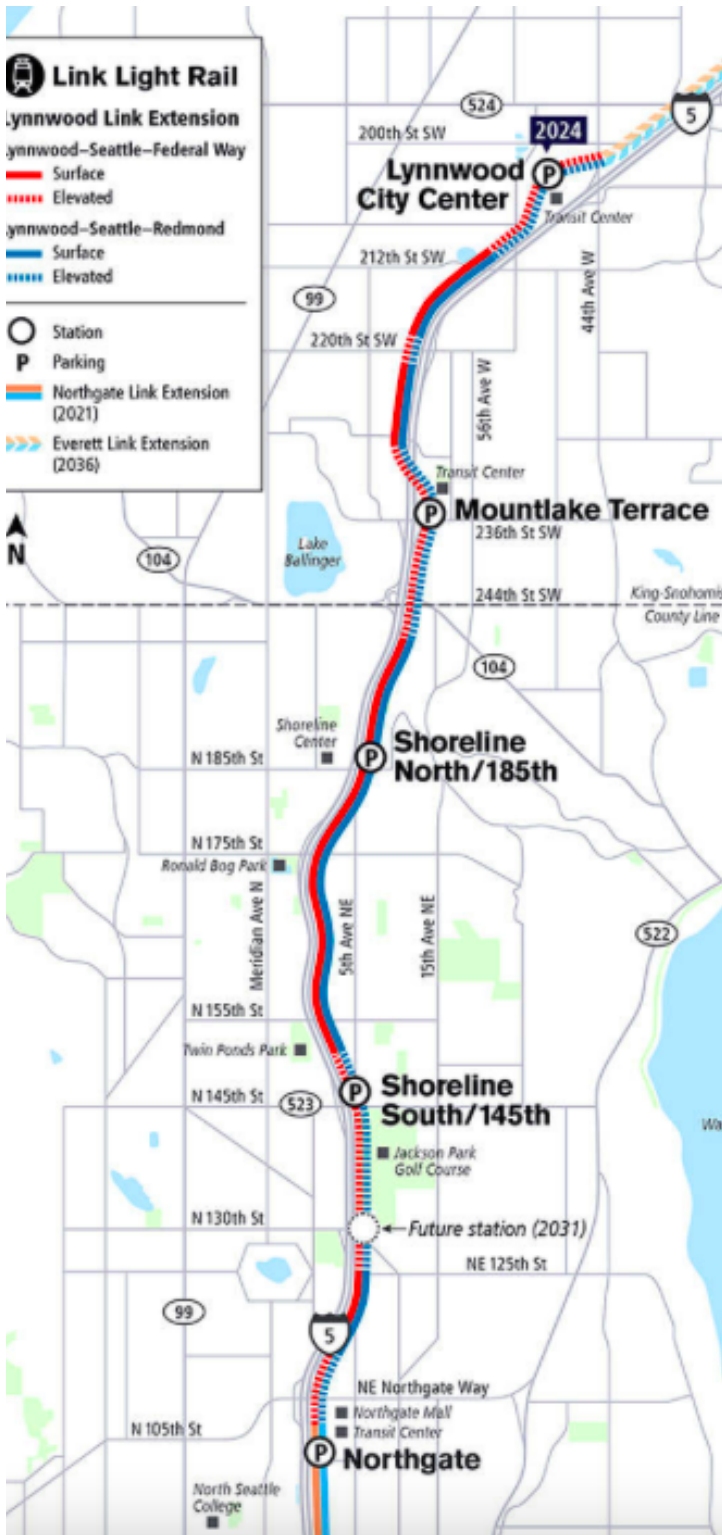 Link Light Rail
Lynnwood Link Extension
Lynnwood–Seattle–Federal Way
Surface
Elevated
Lynnwood–Seattle–Redmond
Surface
Elevated
Station
P
Parking
Northgate Link Extension
(2021)
Everett Link Extension
(2036)
N
524
5
200th St SW
2024
Lynnwood
City Center
P
Transit Center
212th St SW
99
44th Ave W
220th St SW
56th Ave W
Transit Center
P
Mountlake Terrace
236th St SW
Lake
Ballinger
104
244th St SW
King-Snohomis
County Line
104
Shoreline
Center
P
Shoreline
North/185th
N 185th St
N 175th St
Ronald Bog Park
Meridian Ave N
5th Ave NE
15th Ave NE
522
N 155th St
Twin Ponds Park
P
Shoreline
South/145th
N 145th St
523
Wa
Jackson Park
Golf Course
N 130th St
Future station (2031)
NE 125th St
99
5
NE Northgate Way
Northgate Mall
N 105th St
Transit Center
P
Northgate
North Seattle
College